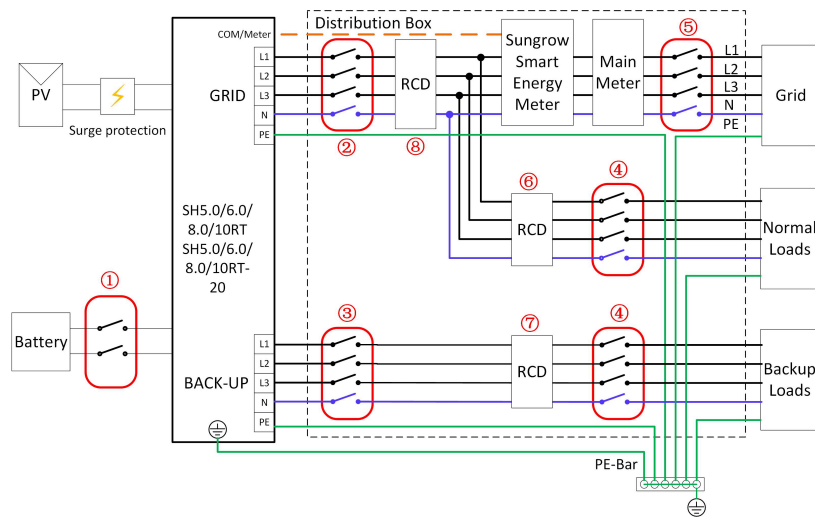 Distribution Box
⑤
COM/Meter
L1
L2
L3
N
PE
GRID
PV
Surge protection
RCD
Sungrow
Smart
Energy
Meter
Main
Meter
L1
L2
L3
N
PE
Grid
②
⑧
⑥
④
RCD
Normal
Loads
SH5.0/6.0/
8.0/10RT
SH5.0/6.0/
8.0/10RT-
20
①
Battery
③
⑦
④
L1
L2
L3
N
PE
BACK-UP
RCD
Backup
Loads
PE-Bar